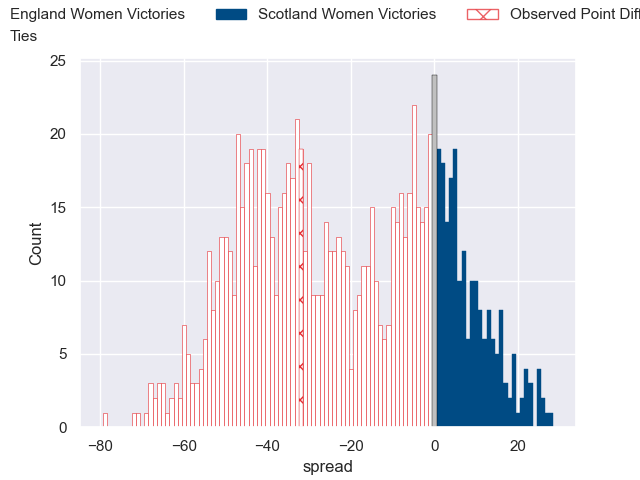 England Women Victories Scotland Women Victories Observed Point Diff
Ties
25
20
15
10
5
0
Count
−80 −60 −40 −20 0 20
spread